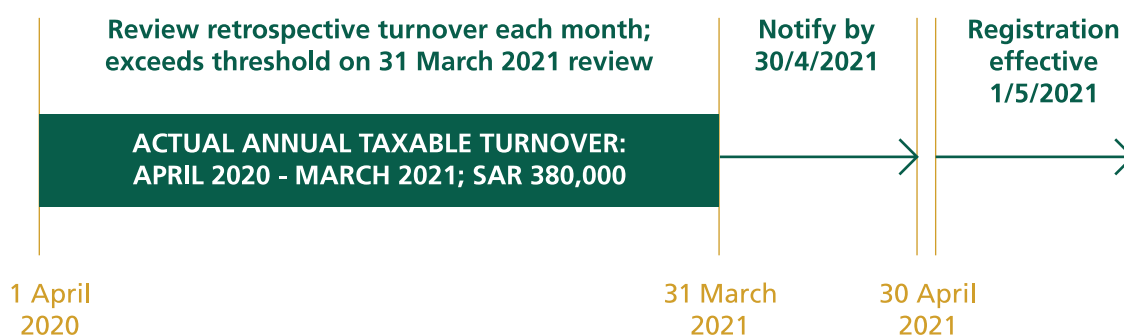 Review retrospective turnover each month;
exceeds threshold on 31 March 2021 review
Notify by
30/4/2021
Registration
effective
1/5/2021
ACTUAL ANNUAL TAXABLE TURNOVER:
APRIL 2020 - MARCH 2021; SAR 380,000
1 April
2020
31 March
2021
30 April
2021